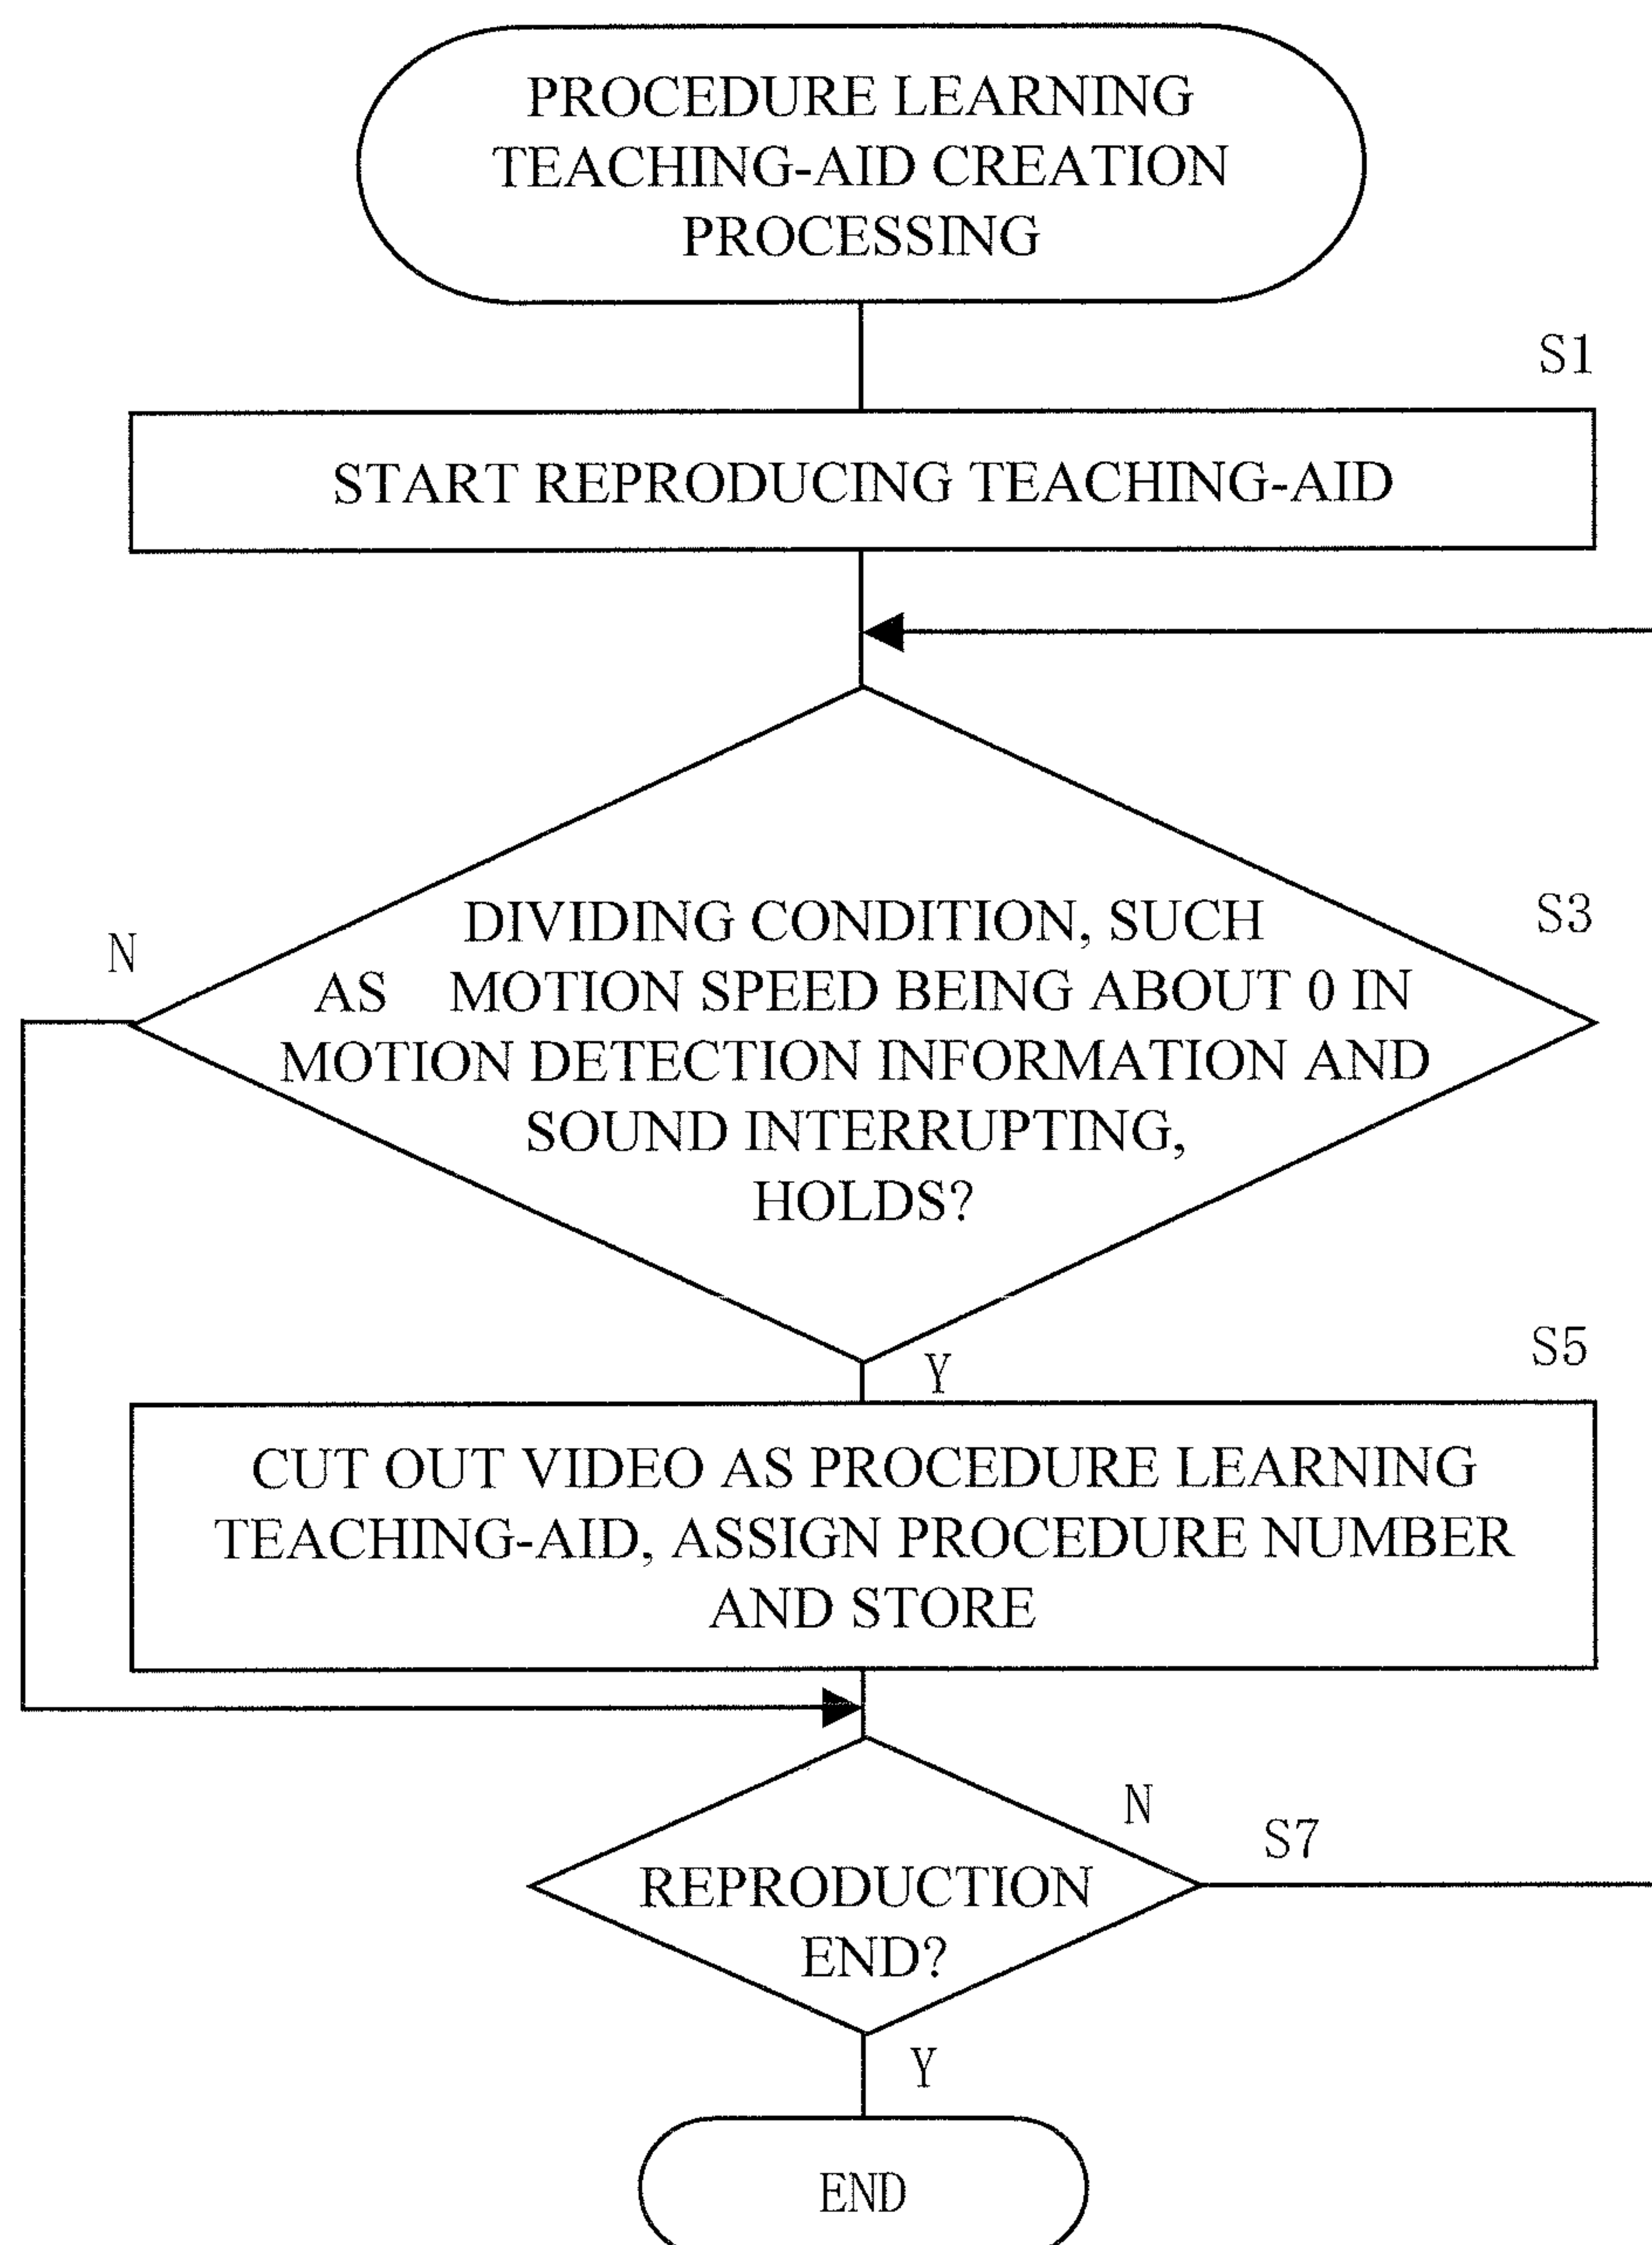 PROCEDURE LEARNING
TEACHING-AID CREATION
PROCESSING
S1
START REPRODUCING TEACHING-AID
S3
N
DIVIDING CONDITION, SUCH
AS MOTION SPEED BEING ABOUT 0 IN
MOTION DETECTION INFORMATION AND
SOUND INTERRUPTING,
HOLDS?
S5
Y
CUT OUT VIDEO AS PROCEDURE LEARNING
TEACHING-AID, ASSIGN PROCEDURE NUMBER
AND STORE
N
S7
REPRODUCTION
END?
Y
END